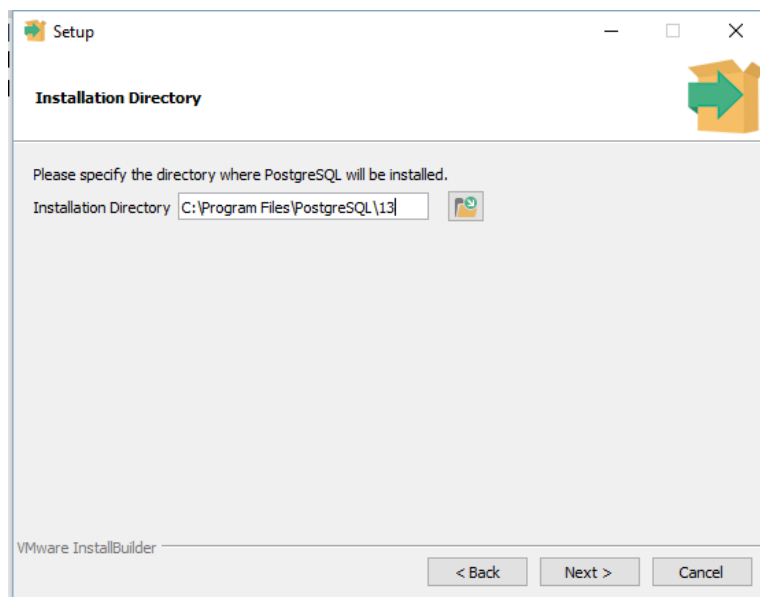 Setup
Installation Directory
Please specify the directory where PostgreSQL will be installed.
Installation Directory C:\Program Files\PostgreSQL\13
VMware InstallBuilder
< Back Next > Cancel